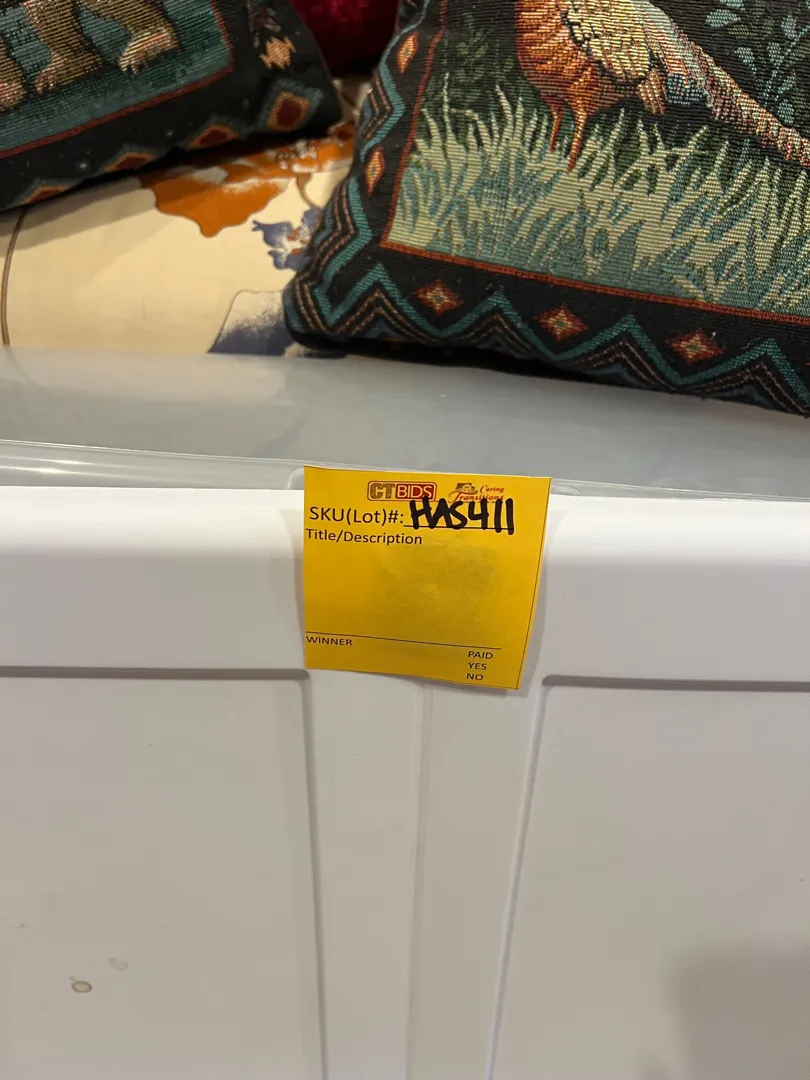 CTBIDS Caring Transitions
SKU(Lot)#: HAS411
Title/Description
WINNER
PAID
YES
NO